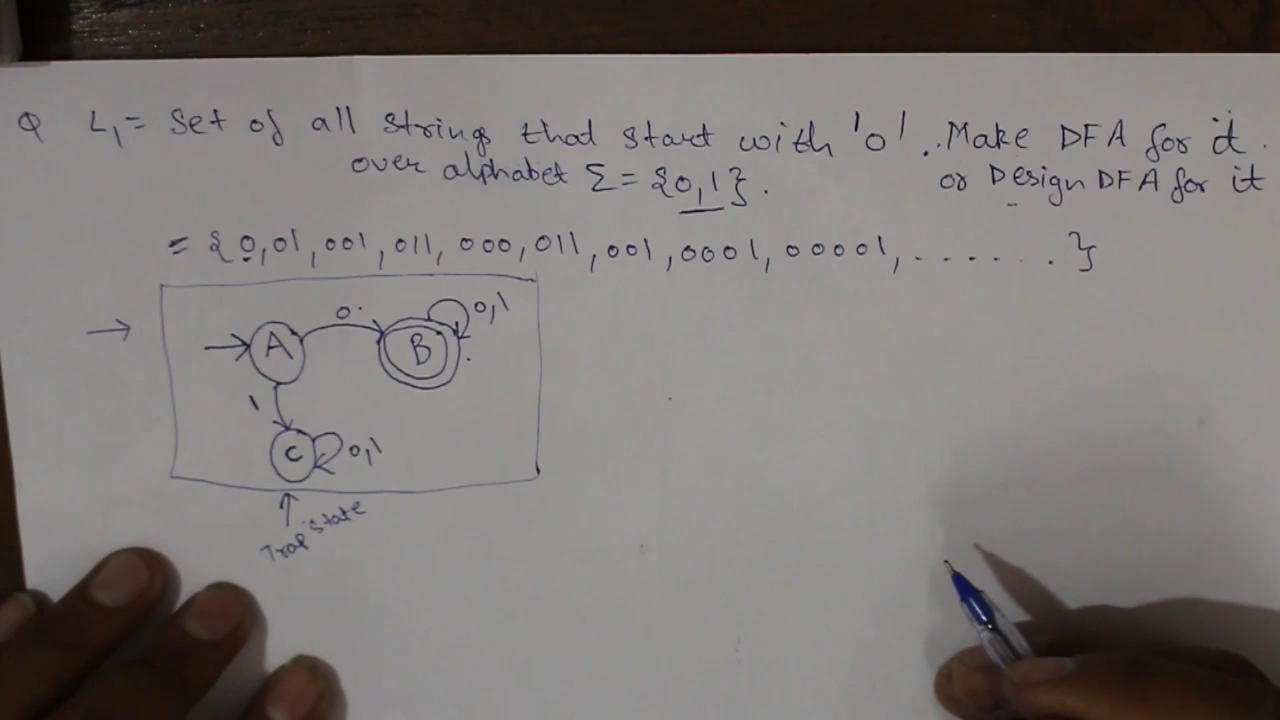 Q L₁ = Set of all strings that start with '0'. Make DFA for it.
over alphabet Σ = {0,1}. or Design DFA for it
= {0,01,001,011,000,011,001,0001,00001,.......}
→
0
A B 0,1
1
C 0,1
Trap State